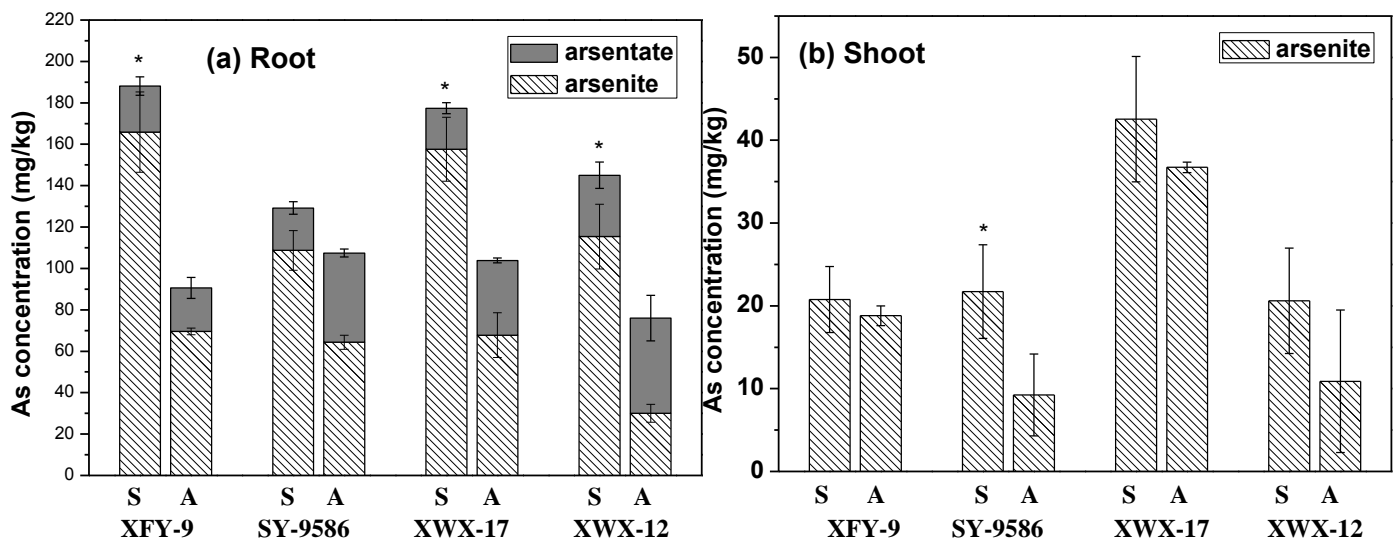 220
200
180
160
140
120
100
80
60
40
20
0
As concentration (mg/kg)
(a) Root
arsentate
arsenite
*
*
*
S A S A S A S A
XFY-9 SY-9586 XWX-17 XWX-12
50
40
30
20
10
0
As concentration (mg/kg)
(b) Shoot
arsenite
*
S A S A S A S A
XFY-9 SY-9586 XWX-17 XWX-12